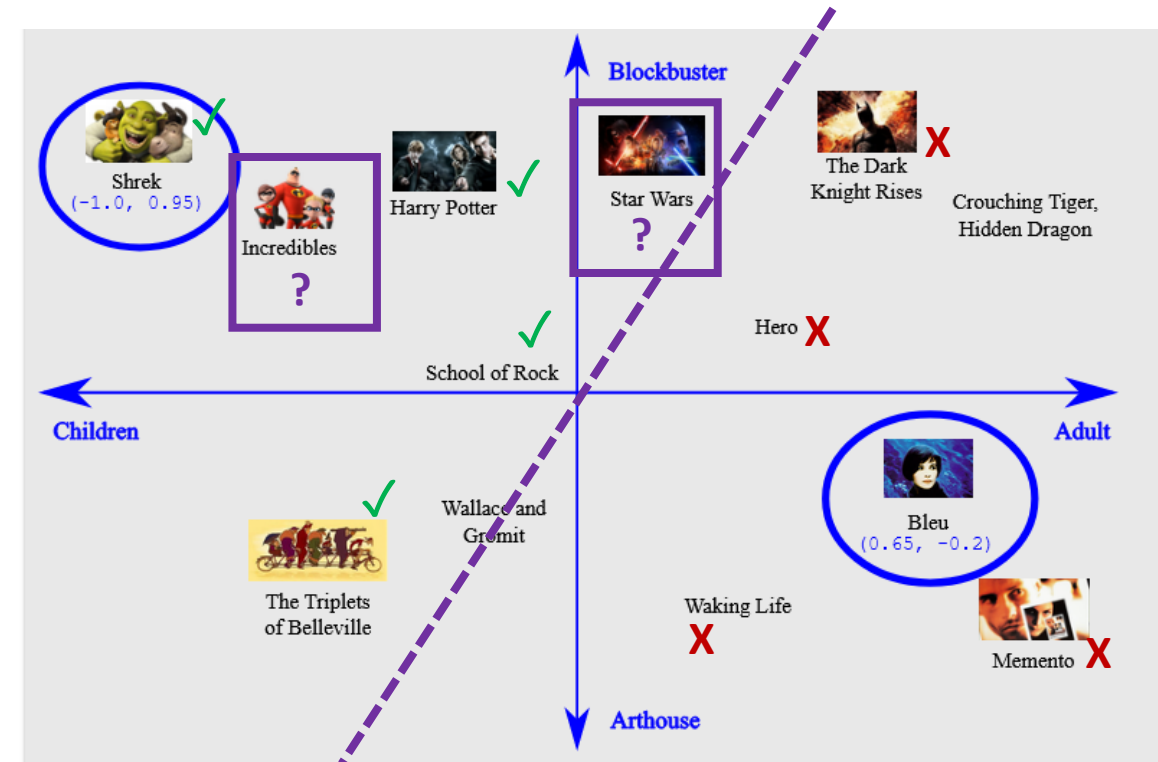 Blockbuster
Shrek
(-1.0, 0.95)
Incredibles
?
Harry Potter
Star Wars
?
The Dark
Knight Rises
X
Crouching Tiger,
Hidden Dragon
School of Rock
Hero X
Children
Adult
Bleu
(0.65, -0.2)
Wallace and
Gromit
The Triplets
of Belleville
Waking Life
X
Memento X
Arthouse